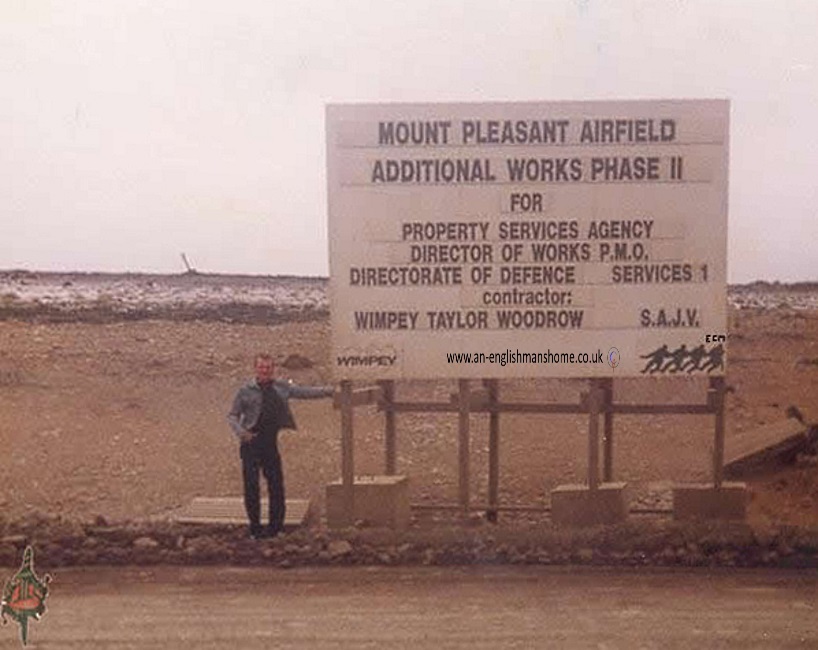 MOUNT PLEASANT AIRFIELD
ADDITIONAL WORKS PHASE II
FOR
PROPERTY SERVICES AGENCY
DIRECTOR OF WORKS P.M.O.
DIRECTORATE OF DEFENCE SERVICES 1
contractor:
WIMPEY TAYLOR WOODROW S.A.J.V.
WIMPEY www.an-englishmanshome.co.uk